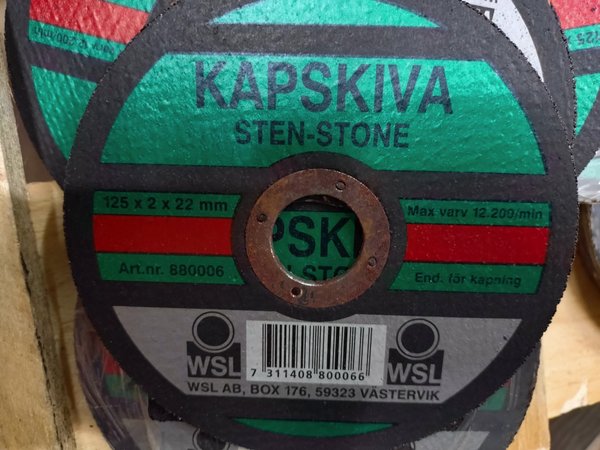 KAPSKIVA
STEN-STONE
125 x 2 x 22 mm
Max varv 12.209/min
Art.nr. 880006
End. för kapning
PSKI
STO
WSL
7 311408 800066
WSL
WSL AB, BOX 176, 59323 VÄSTERVIK